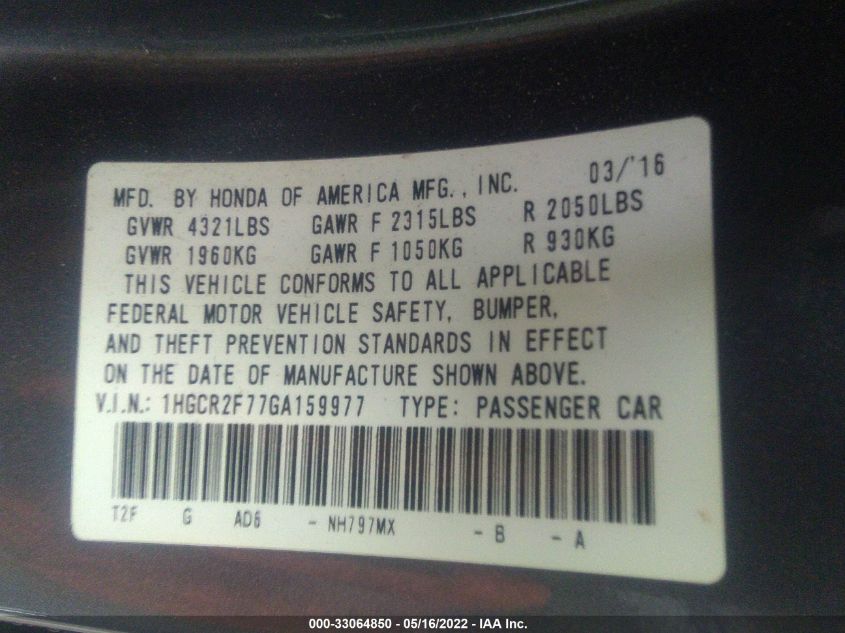 MFD. BY HONDA OF AMERICA MFG., INC. 03/'16
GVWR 4321LBS GAWR F 2315LBS R 2050LBS
GVWR 1960KG GAWR F 1050KG R 930KG
THIS VEHICLE CONFORMS TO ALL APPLICABLE
FEDERAL MOTOR VEHICLE SAFETY, BUMPER,
AND THEFT PREVENTION STANDARDS IN EFFECT
ON THE DATE OF MANUFACTURE SHOWN ABOVE.
V.I.N.: 1HGCR2F77GA159977 TYPE: PASSENGER CAR
T2F G AD6 - NH797MX - B - A
000-33064850 - 05/16/2022 - IAA Inc.